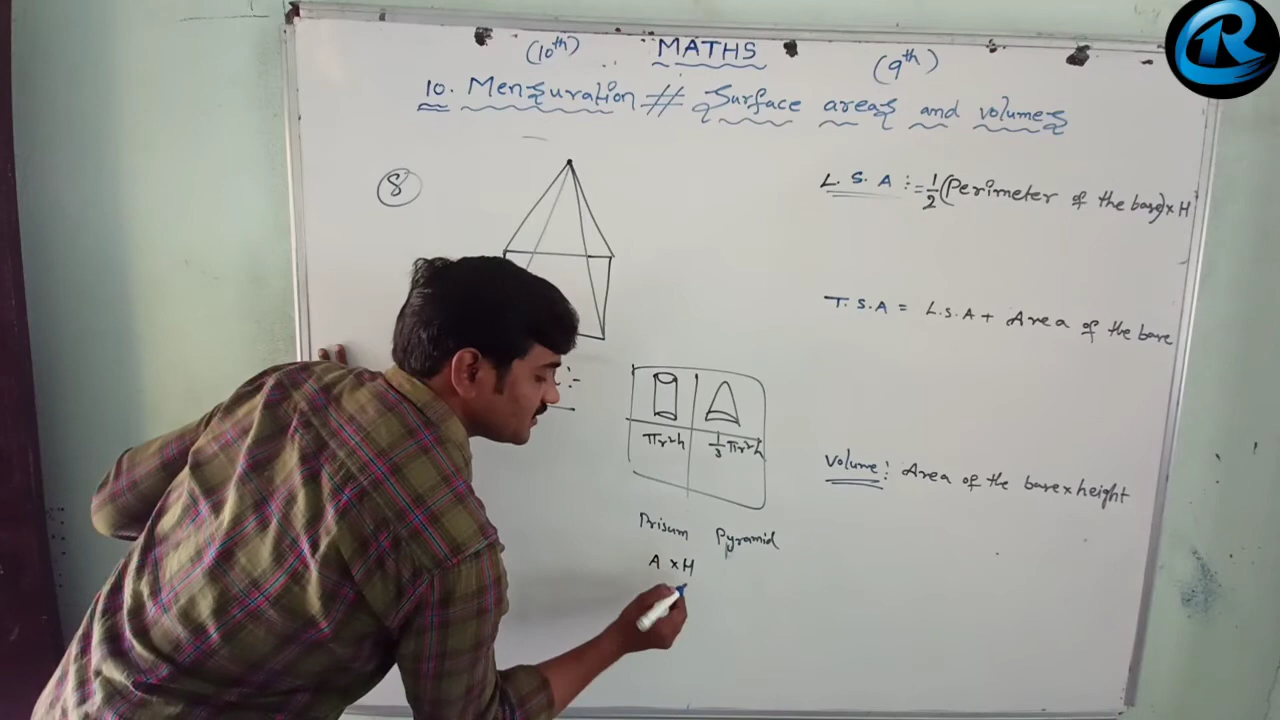 (10th) MATHS (9th)
10. Mensuration // Surface areas and volumes
8
L.S.A := 1/2 (Perimeter of the base) x H
T.S.A = L.S.A + Area of the base
πr²h 1/3 πr²h
Volume: Area of the base x height
Prisum Pyramid
A x H
R